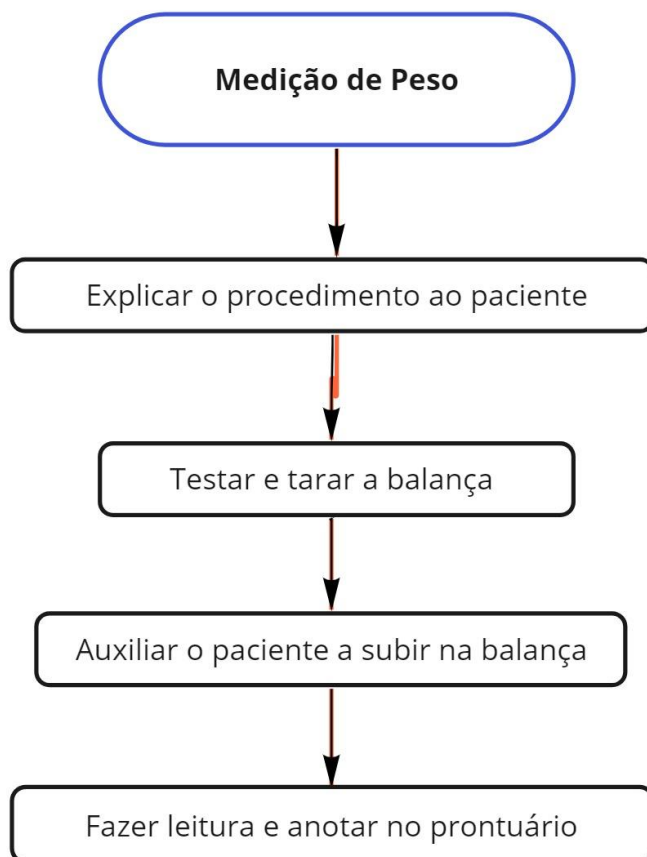 Medição de Peso
Explicar o procedimento ao paciente
Testar e tarar a balança
Auxiliar o paciente a subir na balança
Fazer leitura e anotar no prontuário